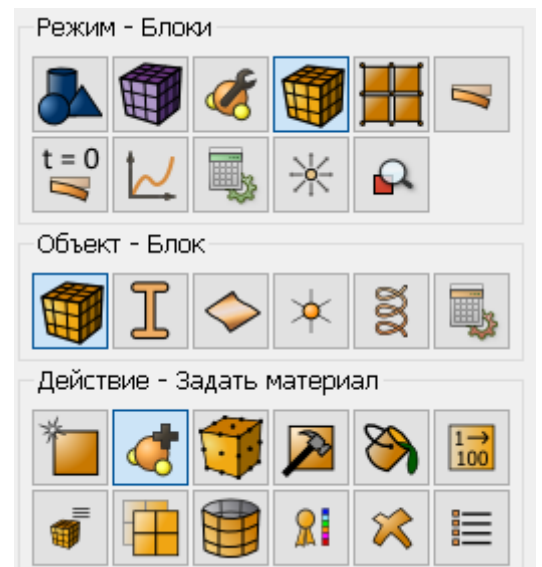 Режим - Блоки
t = 0
Объект - Блок
Действие - Задать материал
1→
100